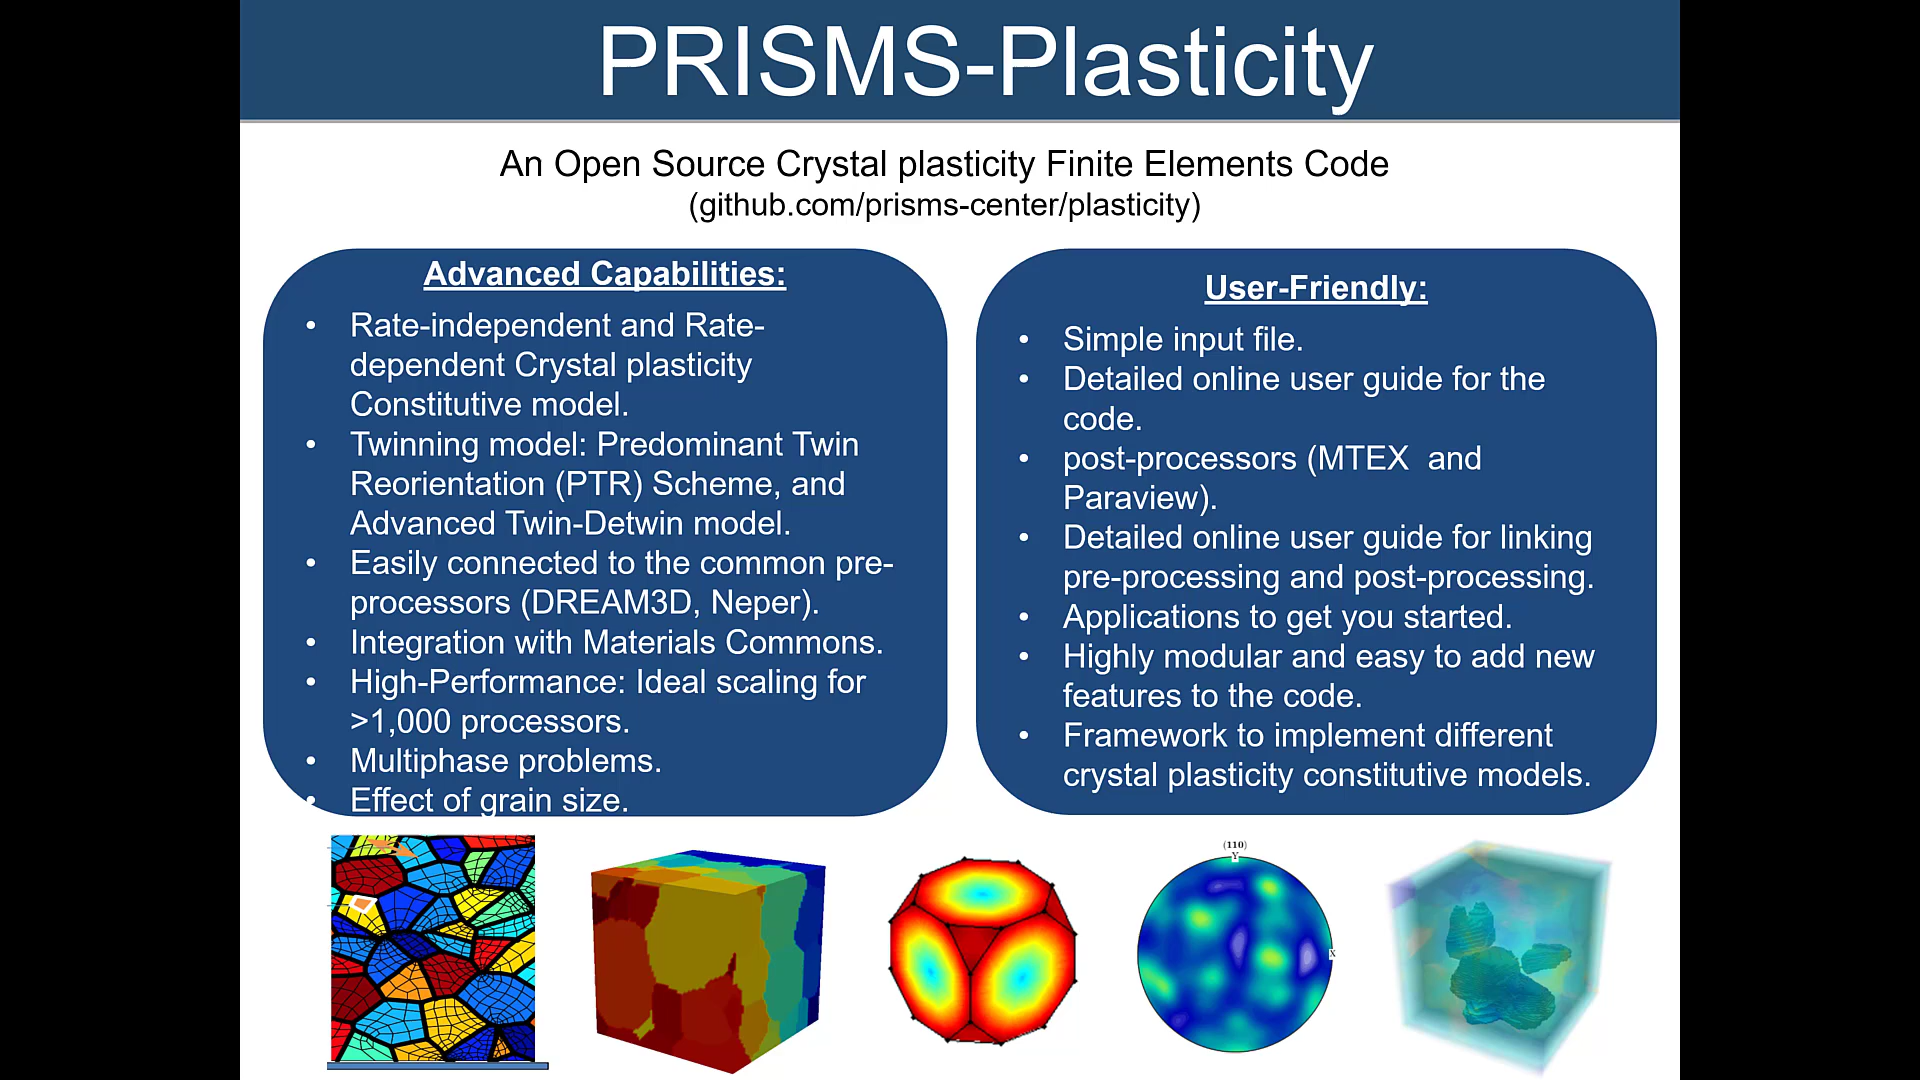 PRISMS-Plasticity
An Open Source Crystal plasticity Finite Elements Code
(github.com/prisms-center/plasticity)
Advanced Capabilities:
• Rate-independent and Rate-
dependent Crystal plasticity
Constitutive model.
• Twinning model: Predominant Twin
Reorientation (PTR) Scheme, and
Advanced Twin-Detwin model.
• Easily connected to the common pre-
processors (DREAM3D, Neper).
• Integration with Materials Commons.
• High-Performance: Ideal scaling for
>1,000 processors.
• Multiphase problems.
• Effect of grain size.
User-Friendly:
• Simple input file.
• Detailed online user guide for the
code.
• post-processors (MTEX  and
Paraview).
• Detailed online user guide for linking
pre-processing and post-processing.
• Applications to get you started.
• Highly modular and easy to add new
features to the code.
• Framework to implement different
crystal plasticity constitutive models.
(110)
Y
X